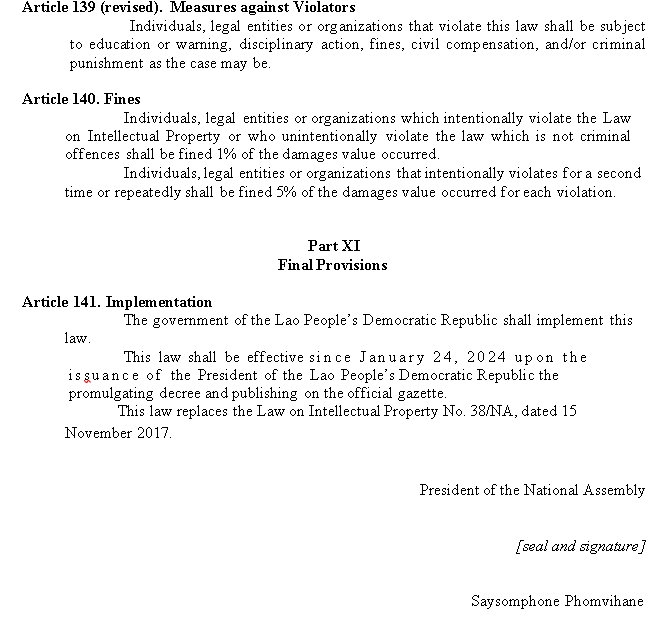 Article 139 (revised). Measures against Violators
Individuals, legal entities or organizations that violate this law shall be subject
to education or warning, disciplinary action, fines, civil compensation, and/or criminal
punishment as the case may be.
Article 140. Fines
Individuals, legal entities or organizations which intentionally violate the Law
on Intellectual Property or who unintentionally violate the law which is not criminal
offences shall be fined 1% of the damages value occurred.
Individuals, legal entities or organizations that intentionally violates for a second
time or repeatedly shall be fined 5% of the damages value occurred for each violation.
Part XI
Final Provisions
Article 141. Implementation
The government of the Lao People's Democratic Republic shall implement this
law.
This law shall be effective since January 24, 2024 upon the
issuance of the President of the Lao People's Democratic Republic the
promulgating decree and publishing on the official gazette.
This law replaces the Law on Intellectual Property No. 38/NA, dated 15
November 2017.
President of the National Assembly
[seal and signature]
Saysomphone Phomvihane